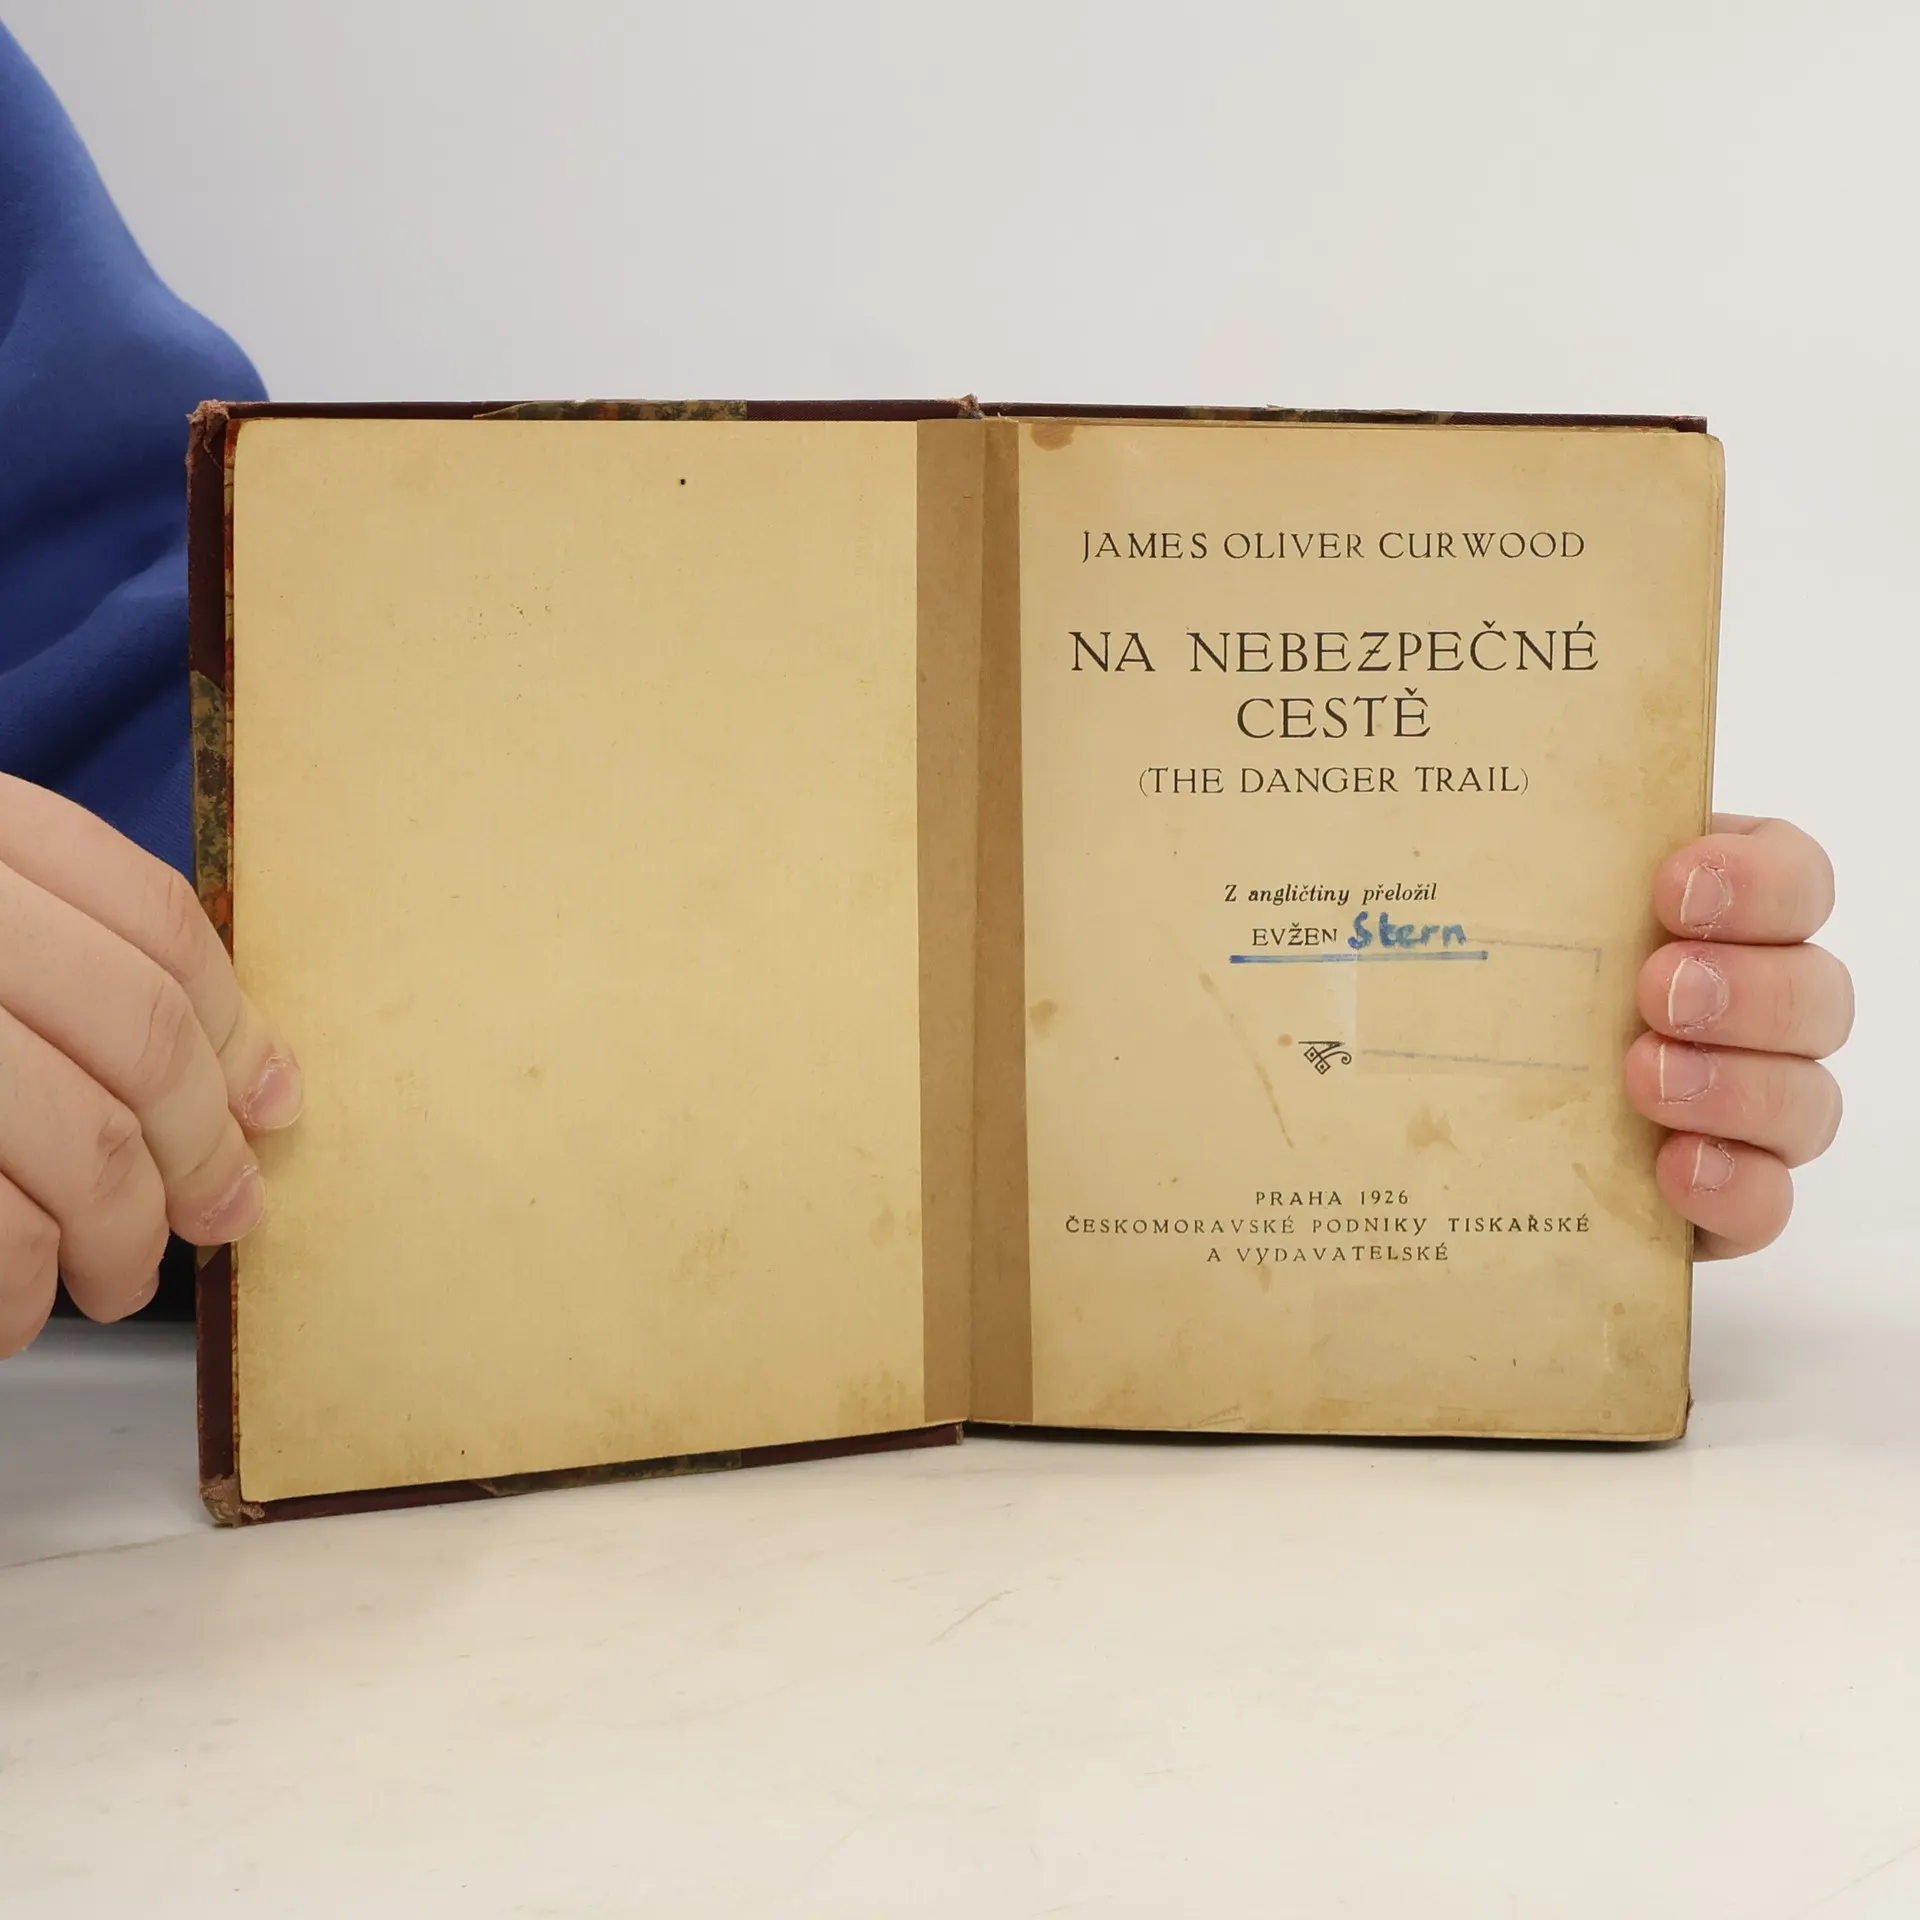 JAMES OLIVER CURWOOD
NA NEBEZPEČNÉ
CESTĚ
(THE DANGER TRAIL)
Z angličtiny přeložil
EVŽEN Stern
PRAHA 1926
ČESKOMORAVSKÉ PODNIKY TISKAŘSKÉ
A VYDAVATELSKÉ